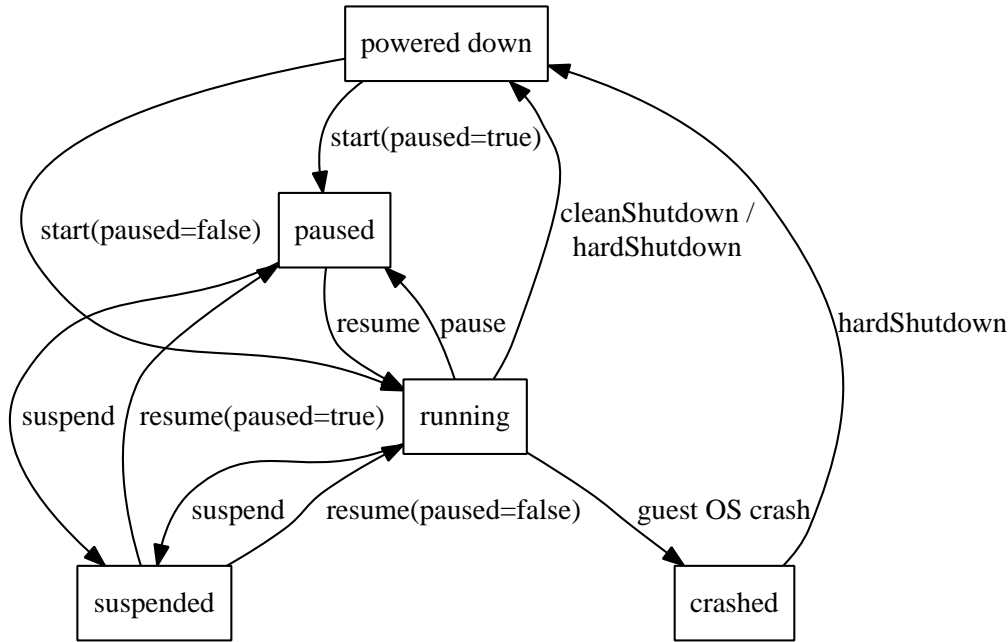 powered down
start(paused=true)
cleanShutdown /
hardShutdown
start(paused=false)
paused
resume
pause
hardShutdown
suspend
resume(paused=true)
running
suspend
resume(paused=false)
guest OS crash
suspended
crashed